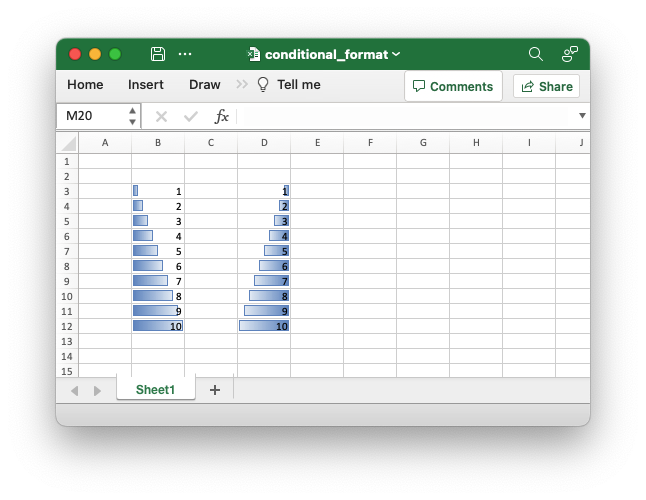 conditional_format
Home Insert Draw Tell me Comments Share
M20 fx
A B C D E F G H I J
1
2
3 1 1
4 2 2
5 3 3
6 4 4
7 5 5
8 6 6
9 7 7
10 8 8
11 9 9
12 10 10
13
14
15
Sheet1 +